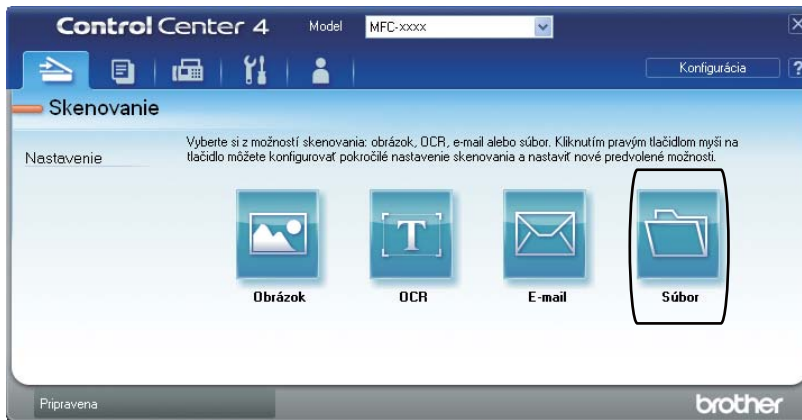 Control Center 4 Model MFC-xxxx X
Konfigurácia ?
Skenovanie
Nastavenie
Vyberte si z možností skenovania: obrázok, OCR, e-mail alebo súbor. Kliknutím pravým tlačidlom myši na
tlačidlo môžete konfigurovať pokročilé nastavenie skenovania a nastaviť nové predvolené možnosti.
T
Obrázok OCR E-mail Súbor
Pripravena
brother